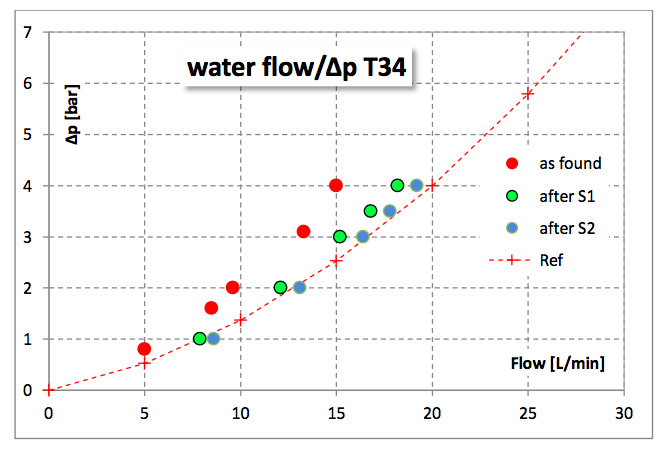 water flow/Δp T34
Δp [bar]
7
6
5
4
3
2
1
0
as found
after S1
after S2
Ref
Flow [L/min]
0 5 10 15 20 25 30